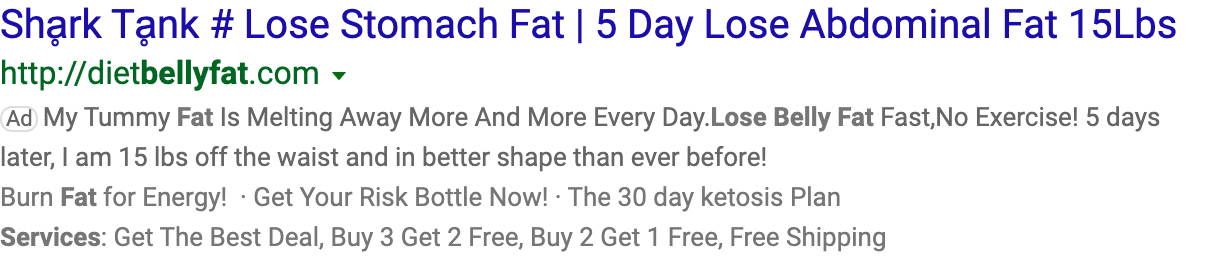 Shḁrk Tḁnk # Lose Stomach Fat | 5 Day Lose Abdominal Fat 15Lbs
http://dietbellyfat.com
Ad My Tummy Fat Is Melting Away More And More Every Day.Lose Belly Fat Fast,No Exercise! 5 days
later, I am 15 lbs off the waist and in better shape than ever before!
Burn Fat for Energy! · Get Your Risk Bottle Now! · The 30 day ketosis Plan
Services: Get The Best Deal, Buy 3 Get 2 Free, Buy 2 Get 1 Free, Free Shipping